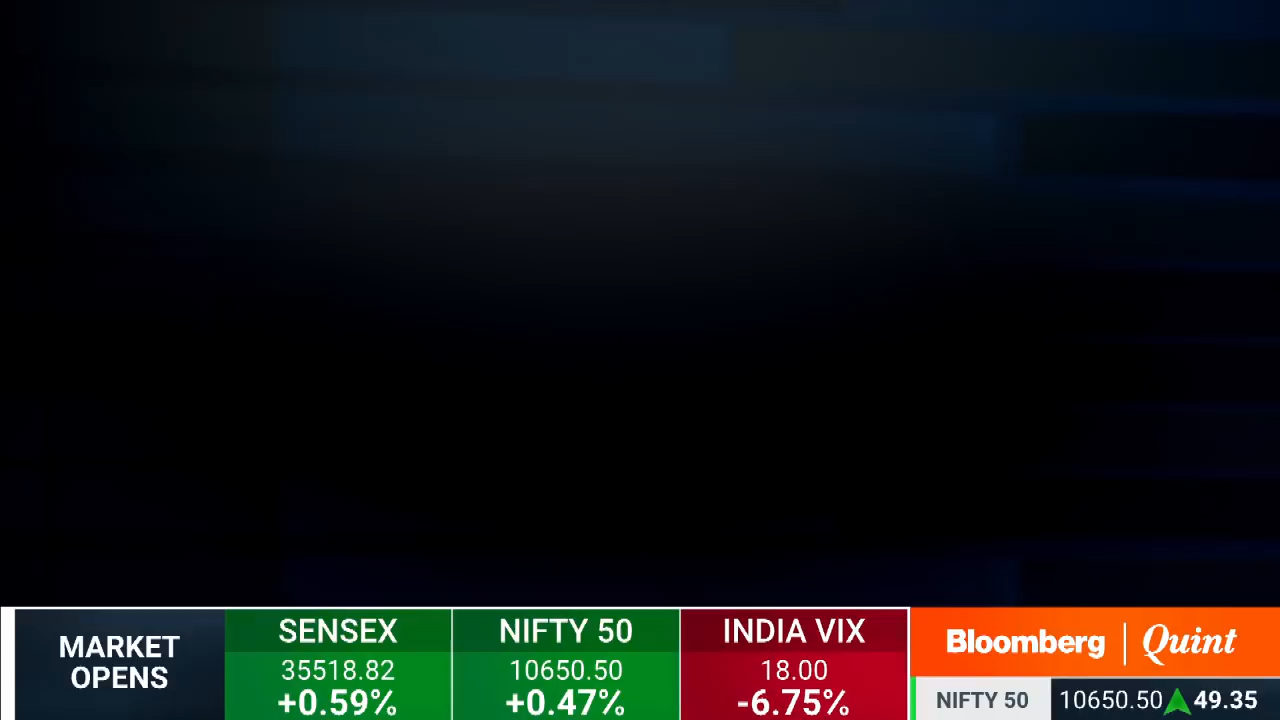 MARKET
OPENS
SENSEX
35518.82
+0.59%
NIFTY 50
10650.50
+0.47%
INDIA VIX
18.00
-6.75%
Bloomberg | Quint
NIFTY 50 10650.50 ▲ 49.35